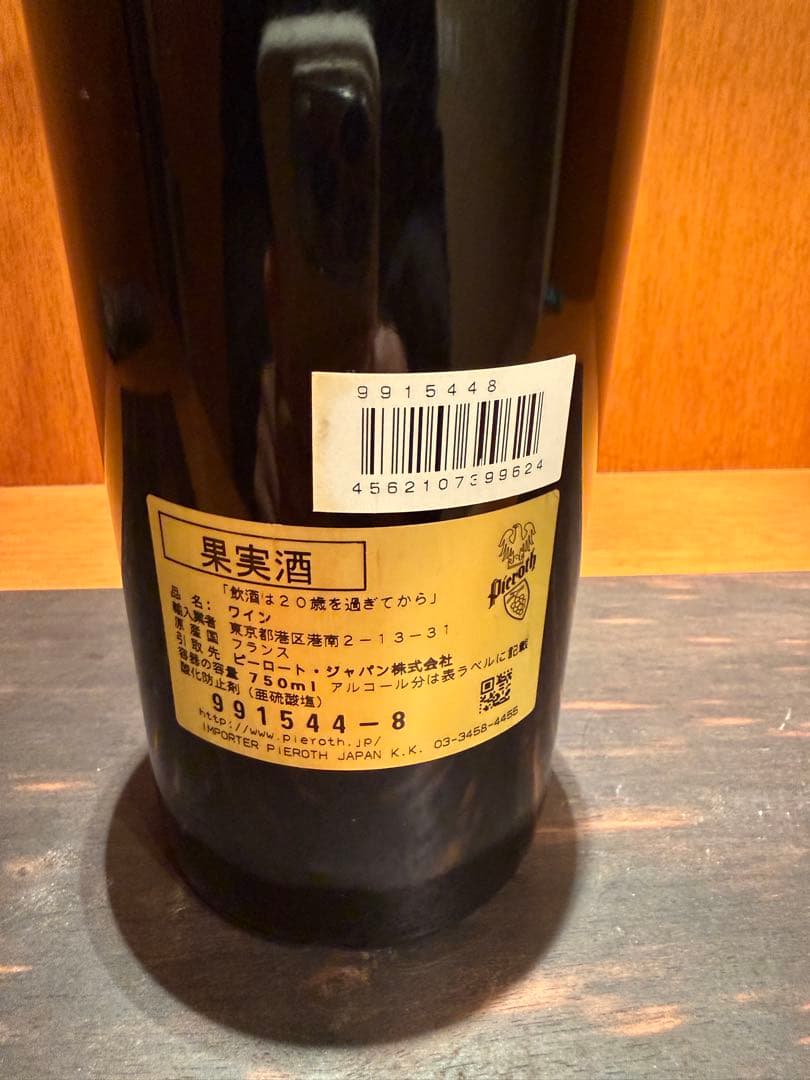 9915448
4562107399624
果実酒
Pieroth
「飲酒は20歳を過ぎてから」
品名: ワイン
輸入業者 東京都港区港南2-13-31
原産国 フランス
引取先 ピーロート・ジャパン株式会社
容器の容量 750ml アルコール分は表ラベルに記載
酸化防止剤(亜硫酸塩)
991544-8
http://www.pieroth.jp/
IMPORTER PIEROTH JAPAN K.K. 03-3458-4455